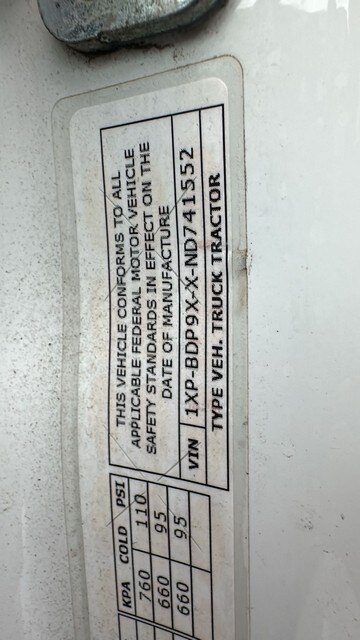 KPA COLD PSI
760 110
660 95
660 95
THIS VEHICLE CONFORMS TO ALL
APPLICABLE FEDERAL MOTOR VEHICLE
SAFETY STANDARDS IN EFFECT ON THE
DATE OF MANUFACTURE
VIN 1XP-BDP9X-X-ND741552
TYPE VEH. TRUCK TRACTOR